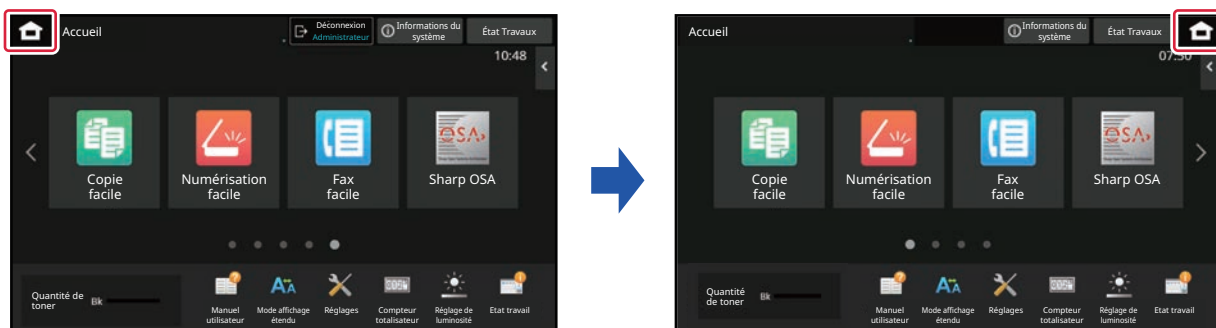 Accueil
Déconnexion
Administrateur
Informations du
système
État Travaux
10:48
Copie
facile
Numérisation
facile
Fax
facile
OSA
Sharp OSA
Quantité de
toner
Bk
Manuel
utilisateur
Mode affichage
étendu
Réglages
Compteur
totalisateur
Réglage de
luminosité
Etat travail
Accueil
Informations du
système
État Travaux
Copie
facile
Numérisation
facile
Fax
facile
OSA
Sharp OSA
Quantité
de toner
Bk
Manuel
utilisateur
Mode affichage
étendu
Réglages
Compteur
totalisateur
Réglage de
luminosité
Etat travail